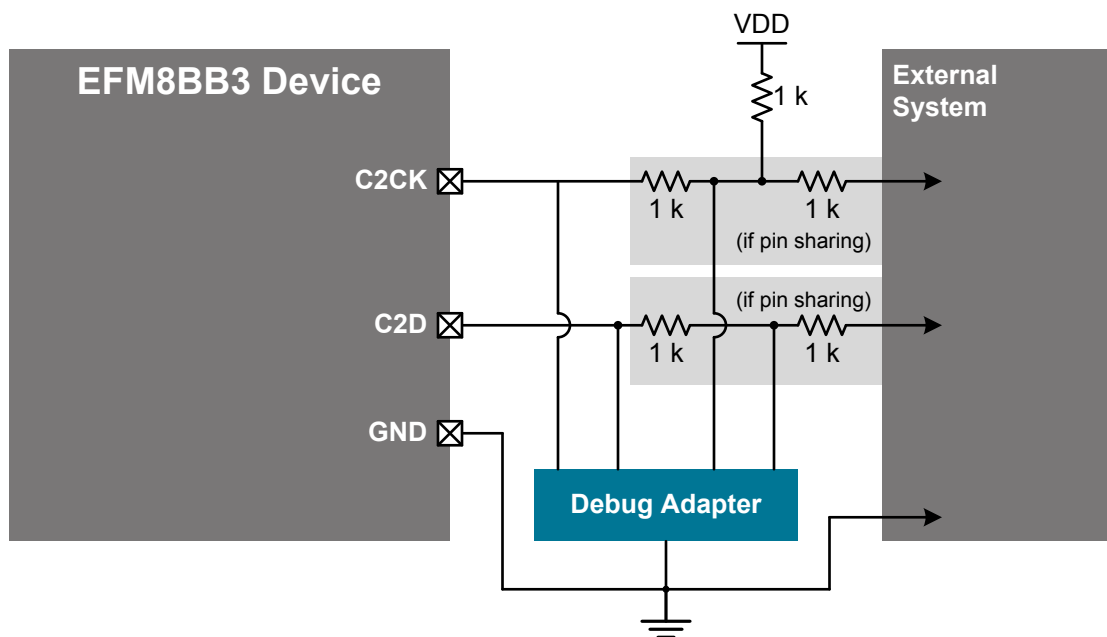 VDD
EFM8BB3 Device
External
System
1 k
C2CK
1 k
1 k
(if pin sharing)
(if pin sharing)
C2D
1 k
1 k
GND
Debug Adapter